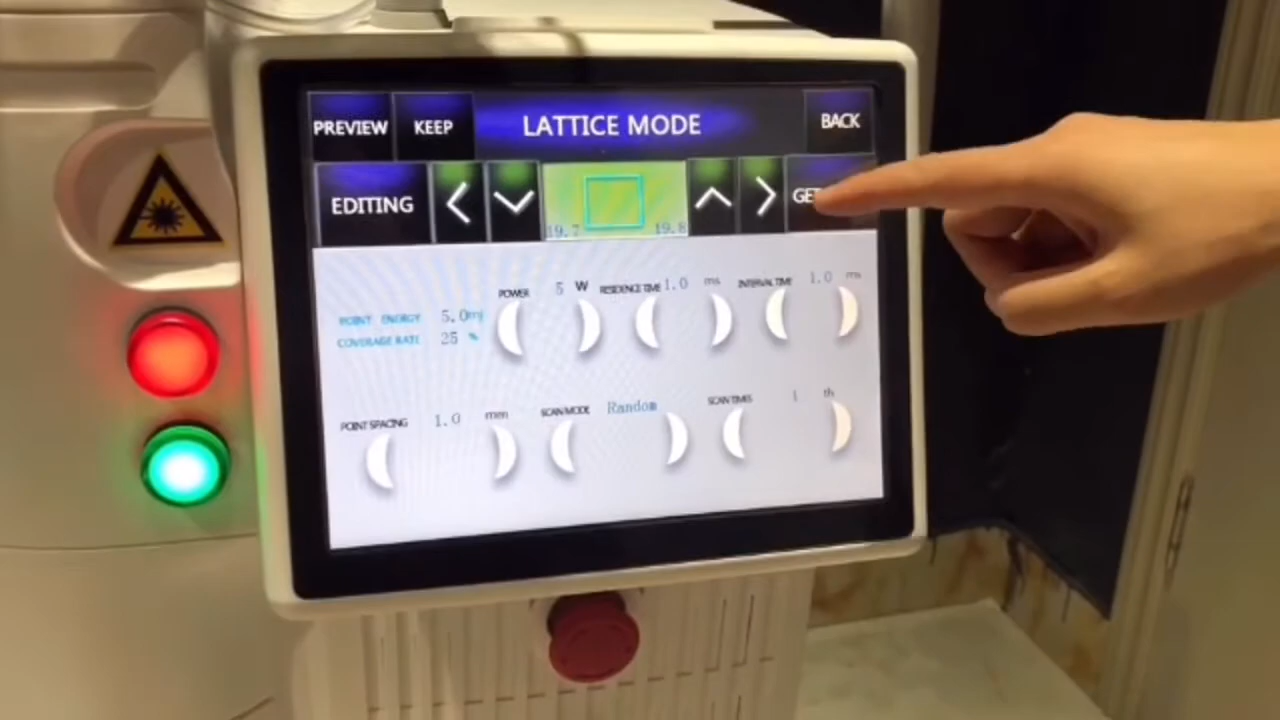 PREVIEW KEEP LATTICE MODE BACK
EDITING 19.7 19.8
POWER 5 W RESIDENCE TIME 1.0 ms INTERVAL TIME 1.0 ms
POINT ENERGY 5.0mj
COVERAGE RATE 25 %
POINT SPACING 1.0 mm SCAN MODE Random SCAN TIMES 1 th